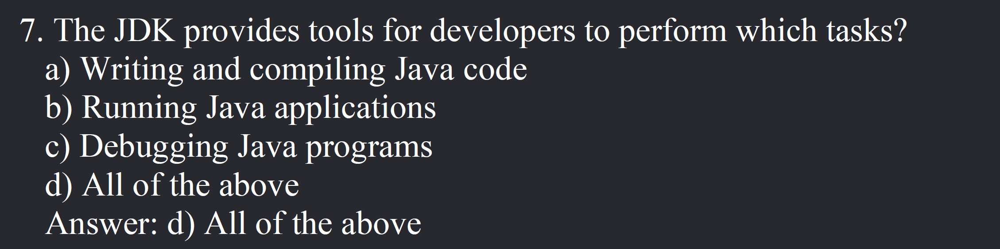 7. The JDK provides tools for developers to perform which tasks?
a) Writing and compiling Java code
b) Running Java applications
c) Debugging Java programs
d) All of the above
Answer: d) All of the above